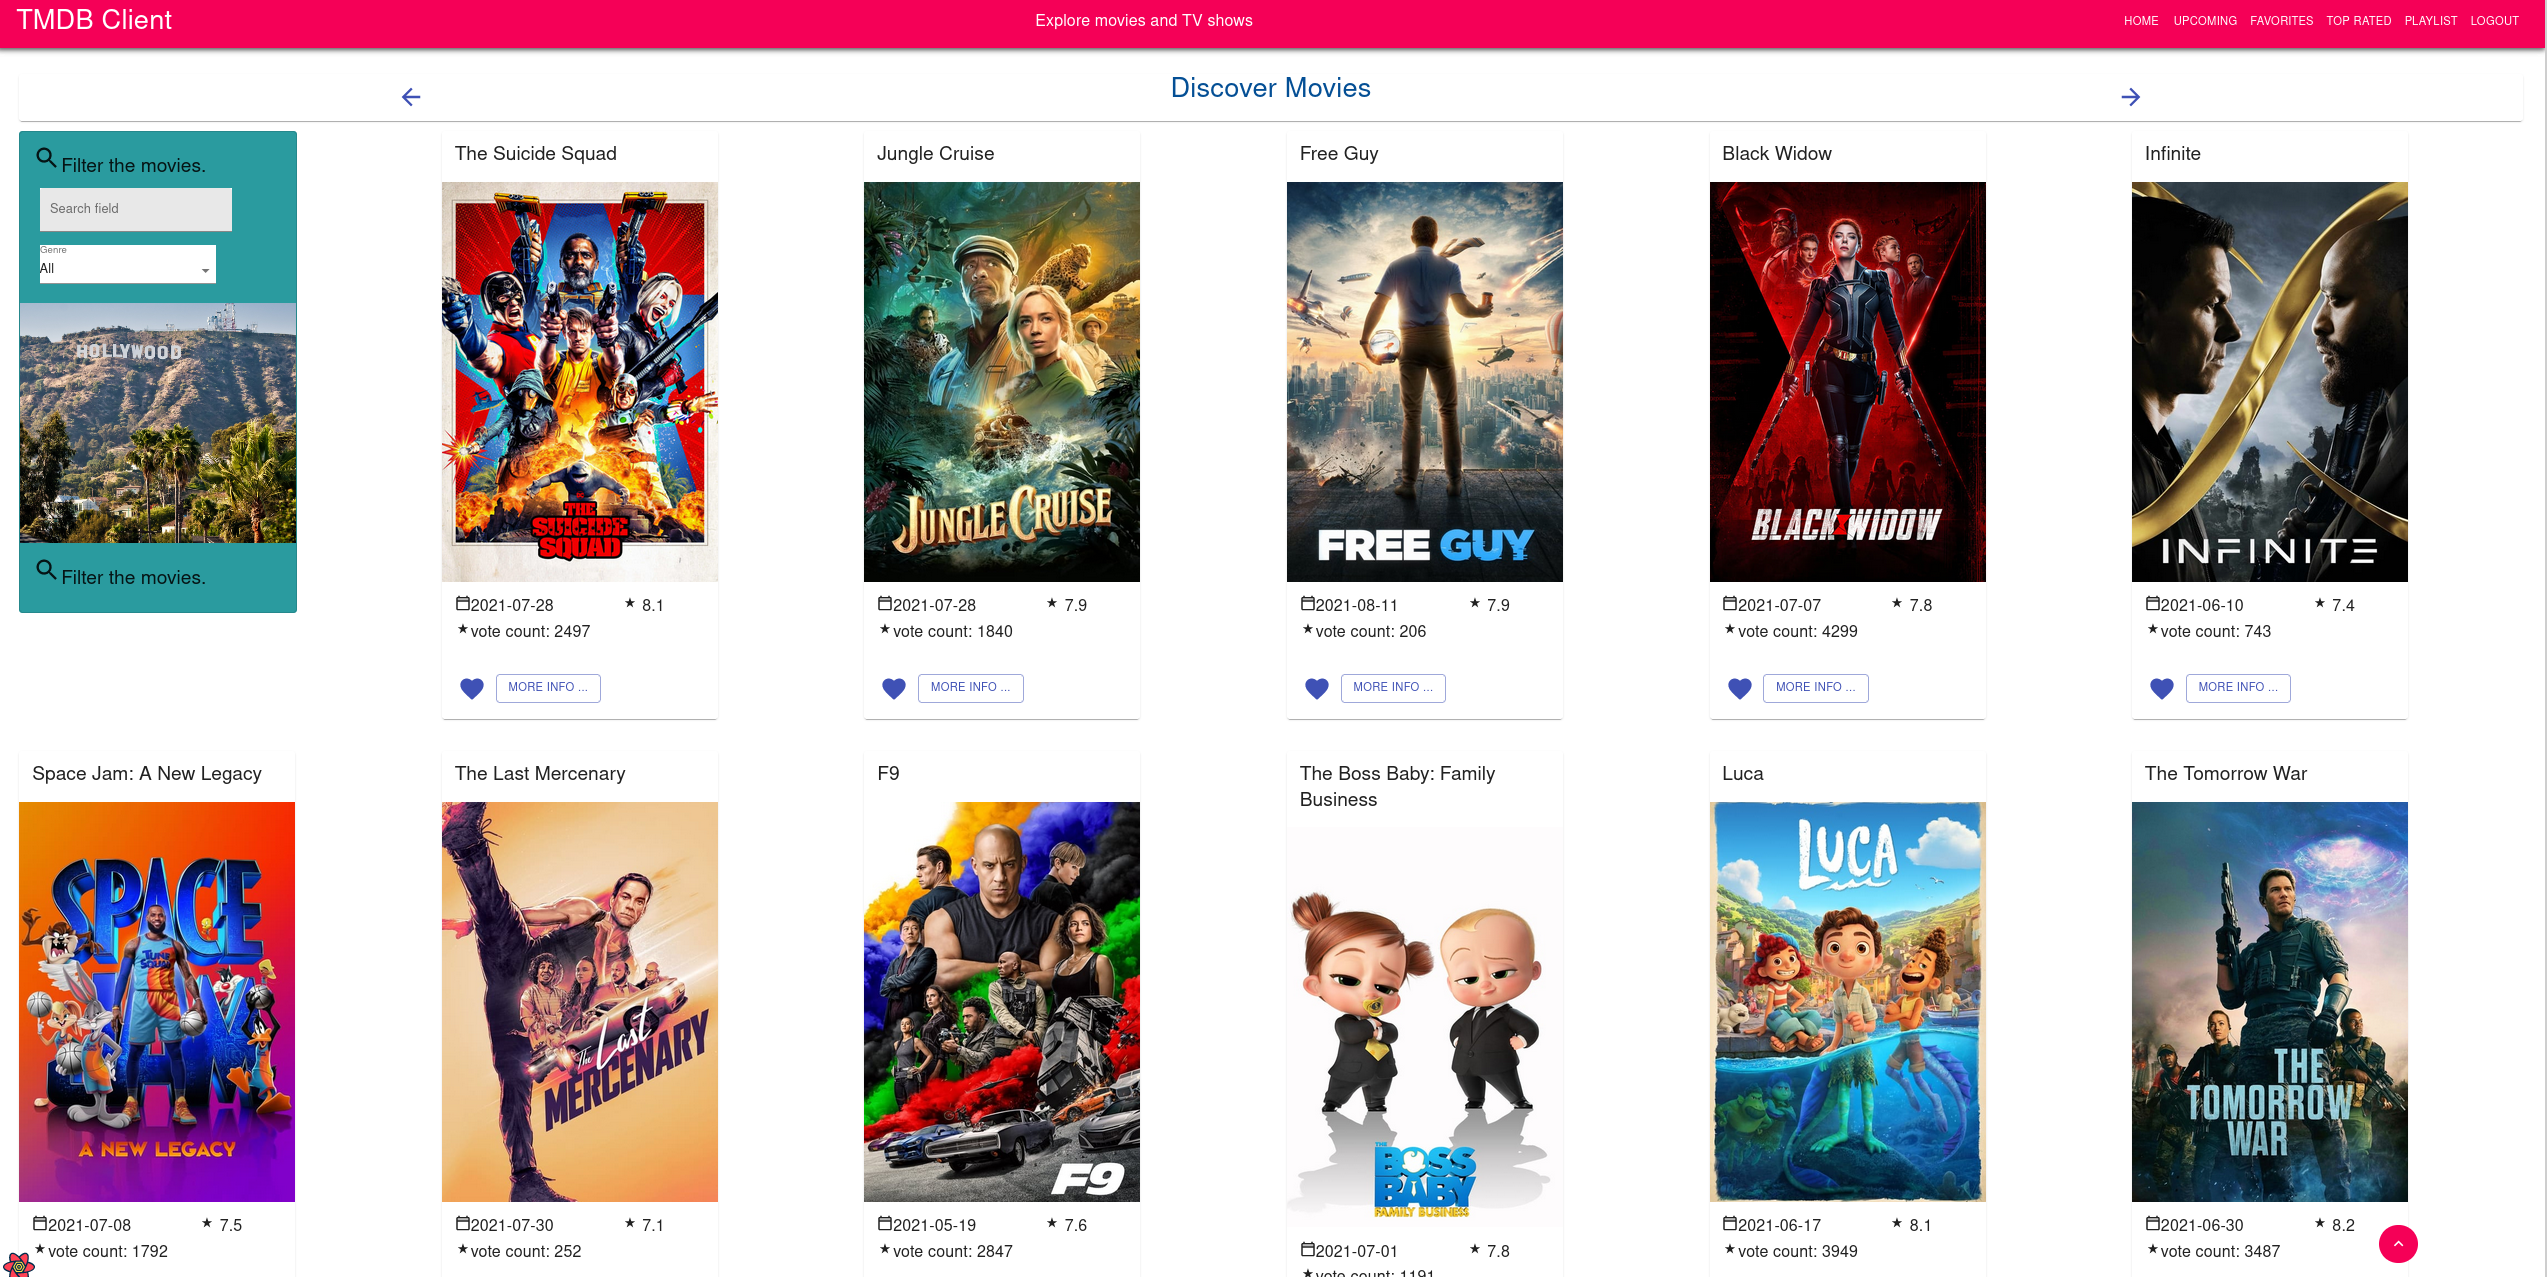 TMDB Client
Explore movies and TV shows
HOME UPCOMING FAVORITES TOP RATED PLAYLIST LOGOUT
Discover Movies
Filter the movies.
Search field
Genre
All
HOLLYWOOD
Filter the movies.
The Suicide Squad
THE
SUICIDE
SQUAD
2021-07-28 8.1
vote count: 2497
MORE INFO ...
Jungle Cruise
JUNGLE CRUISE
2021-07-28 7.9
vote count: 1840
MORE INFO ...
Free Guy
FREE GUY
2021-08-11 7.9
vote count: 206
MORE INFO ...
Black Widow
BLACK WIDOW
2021-07-07 7.8
vote count: 4299
MORE INFO ...
Infinite
INFINITE
2021-06-10 7.4
vote count: 743
MORE INFO ...
Space Jam: A New Legacy
SPACE
JAM
TUNE
SQUAD
A NEW LEGACY
2021-07-08 7.5
vote count: 1792
The Last Mercenary
The Last
MERCENARY
2021-07-30 7.1
vote count: 252
F9
F9
2021-05-19 7.6
vote count: 2847
The Boss Baby: Family
Business
THE
BOSS
BABY
FAMILY BUSINESS
2021-07-01 7.8
vote count: 1191
Luca
LUCA
2021-06-17 8.1
vote count: 3949
The Tomorrow War
THE
TOMORROW
WAR
2021-06-30 8.2
vote count: 3487